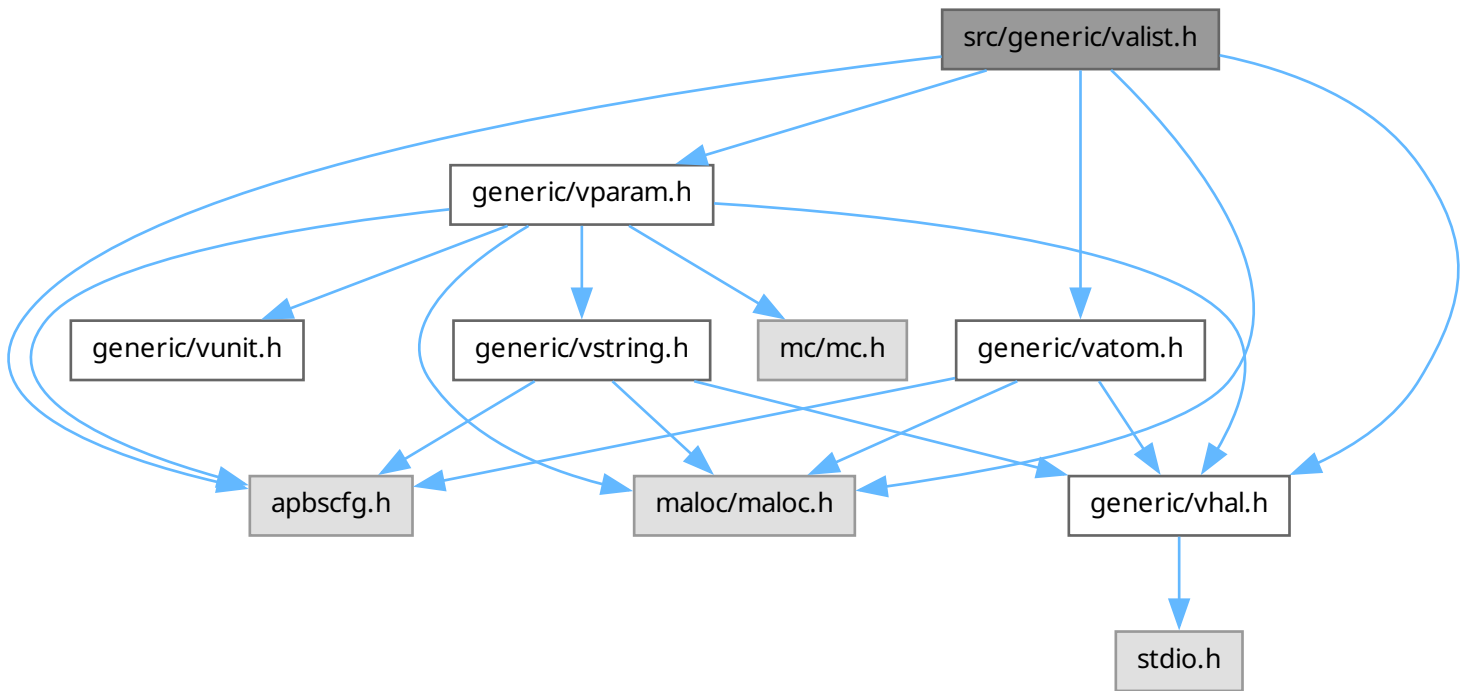 src/generic/valist.h
generic/vparam.h
generic/vunit.h
generic/vstring.h
mc/mc.h
generic/vatom.h
apbscfg.h
maloc/maloc.h
generic/vhal.h
stdio.h